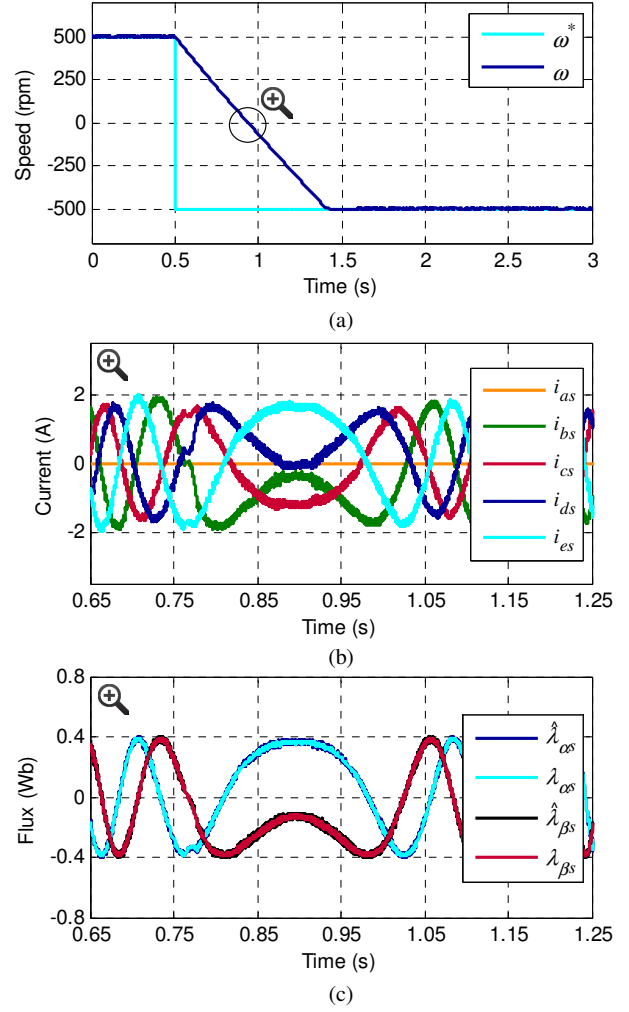 500
250
0
-250
-500
Speed (rpm)
ω*
ω
0 0.5 1 1.5 2 2.5 3
Time (s)
(a)
2
0
-2
Current (A)
i_as
i_bs
i_cs
i_ds
i_es
0.65 0.75 0.85 0.95 1.05 1.15 1.25
Time (s)
(b)
0.8
0.4
0
-0.4
-0.8
Flux (Wb)
λ̂_αs
λ_αs
λ̂_βs
λ_βs
0.65 0.75 0.85 0.95 1.05 1.15 1.25
Time (s)
(c)